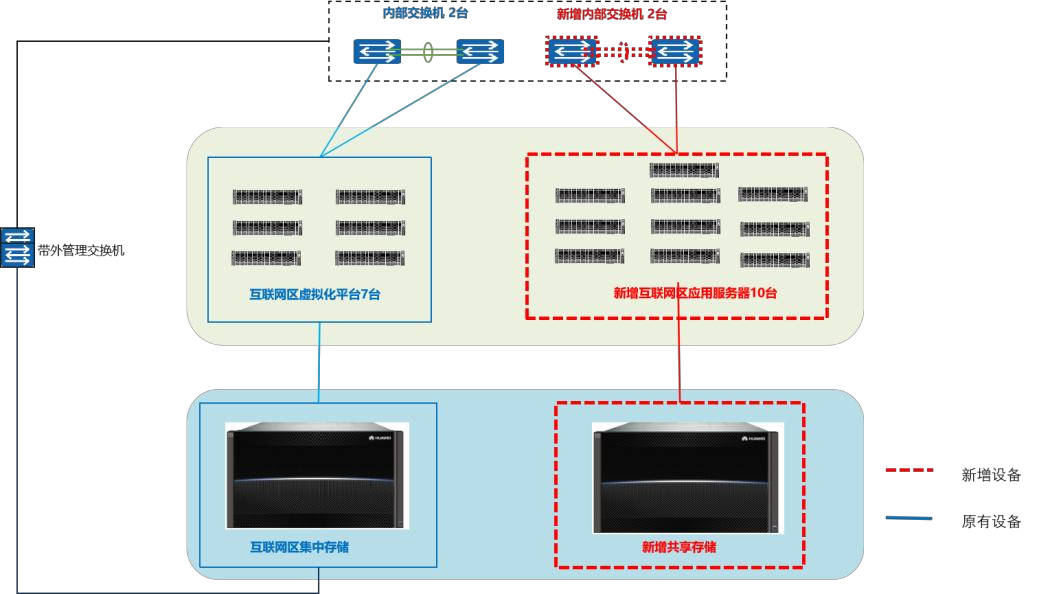 内部交换机 2台
新增内部交换机 2台
带外管理交换机
互联网区虚拟化平台7台
新增互联网区应用服务器10台
HUAWEI
HUAWEI
互联网区集中存储
新增共享存储
新增设备
原有设备